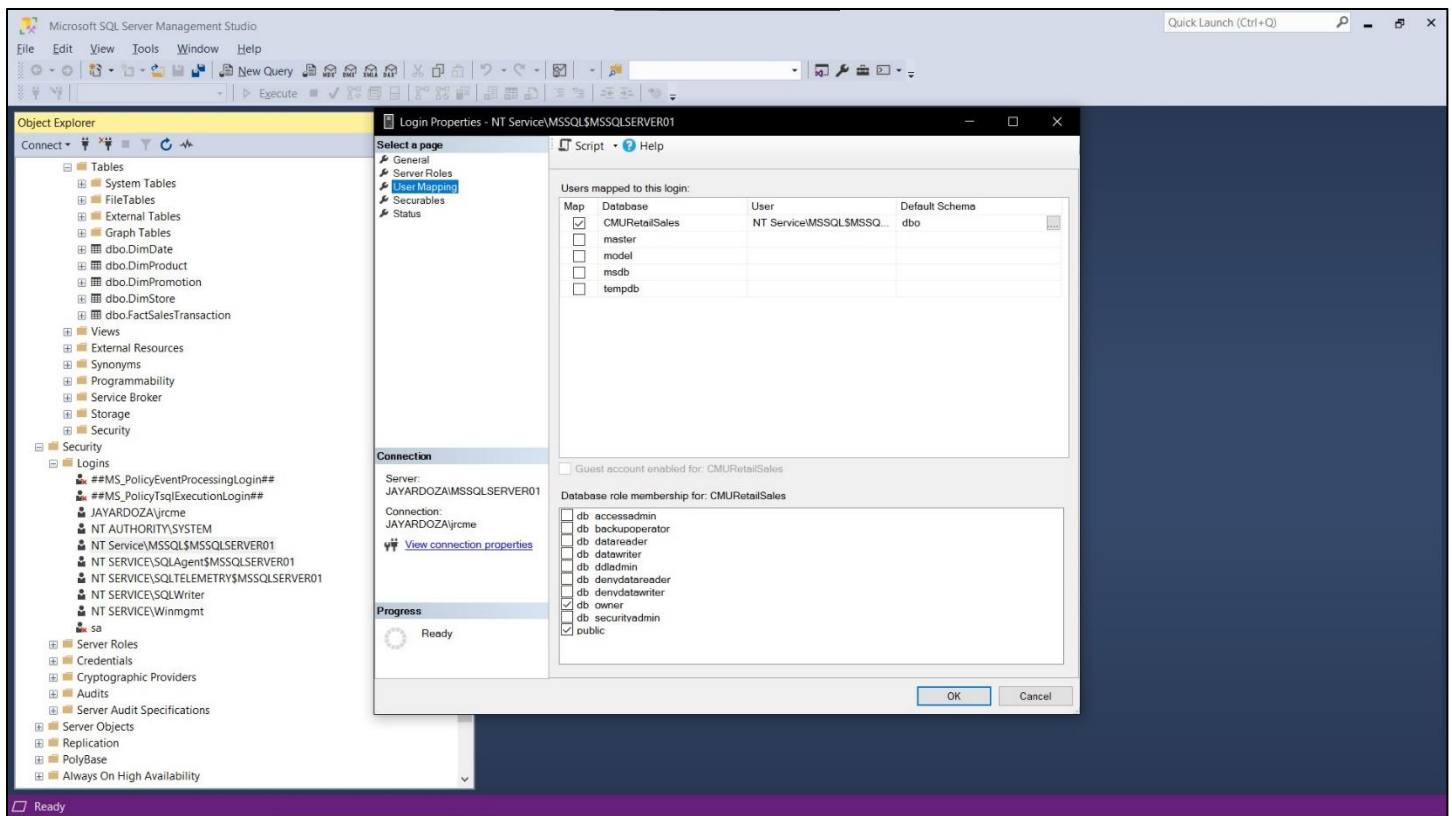 Microsoft SQL Server Management Studio
Quick Launch (Ctrl+Q)
File Edit View Tools Window Help
New Query MDX DMX XMLA DAX
Execute
Object Explorer
Connect
Tables
System Tables
FileTables
External Tables
Graph Tables
dbo.DimDate
dbo.DimProduct
dbo.DimPromotion
dbo.DimStore
dbo.FactSalesTransaction
Views
External Resources
Synonyms
Programmability
Service Broker
Storage
Security
Security
Logins
##MS_PolicyEventProcessingLogin##
##MS_PolicyTsqlExecutionLogin##
JAYARDOZA\jrcme
NT AUTHORITY\SYSTEM
NT Service\MSSQL$MSSQLSERVER01
NT SERVICE\SQLAgent$MSSQLSERVER01
NT SERVICE\SQLTELEMETRY$MSSQLSERVER01
NT SERVICE\SQLWriter
NT SERVICE\Winmgmt
sa
Server Roles
Credentials
Cryptographic Providers
Audits
Server Audit Specifications
Server Objects
Replication
PolyBase
Always On High Availability
Login Properties - NT Service\MSSQL$MSSQLSERVER01
Select a page
General
Server Roles
User Mapping
Securables
Status
Connection
Server:
JAYARDOZA\MSSQLSERVER01
Connection:
JAYARDOZA\jrcme
View connection properties
Progress
Ready
Script Help
Users mapped to this login:
Map Database User Default Schema
CMURetailSales NT Service\MSSQL$MSSQ... dbo ...
master
model
msdb
tempdb
Guest account enabled for: CMURetailSales
Database role membership for: CMURetailSales
db_accessadmin
db_backupoperator
db_datareader
db_datawriter
db_ddladmin
db_denydatareader
db_denydatawriter
db_owner
db_securityadmin
public
OK Cancel
Ready